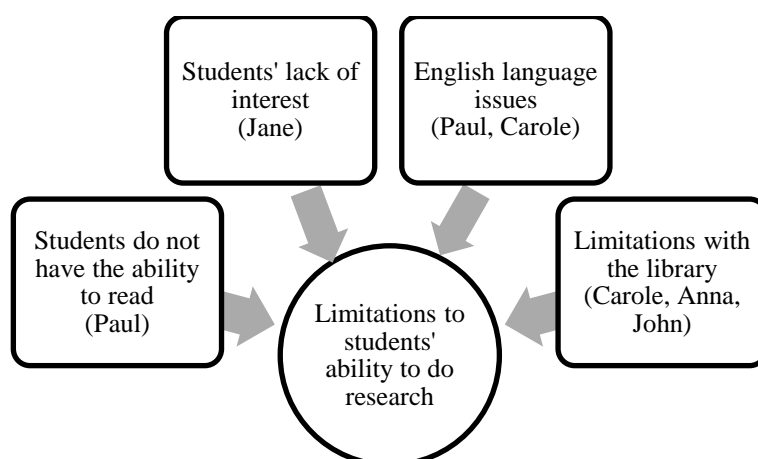 Students' lack of
interest
(Jane)
English language
issues
(Paul, Carole)
Students do not
have the ability
to read
(Paul)
Limitations with
the library
(Carole, Anna,
John)
Limitations to
students'
ability to do
research